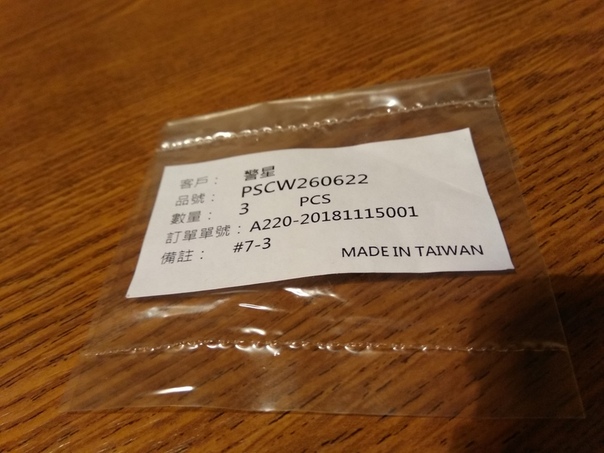 客戶： 譽星
品號： PSCW260622
數量： 3 PCS
訂單單號： A220-20181115001
備註： #7-3
MADE IN TAIWAN